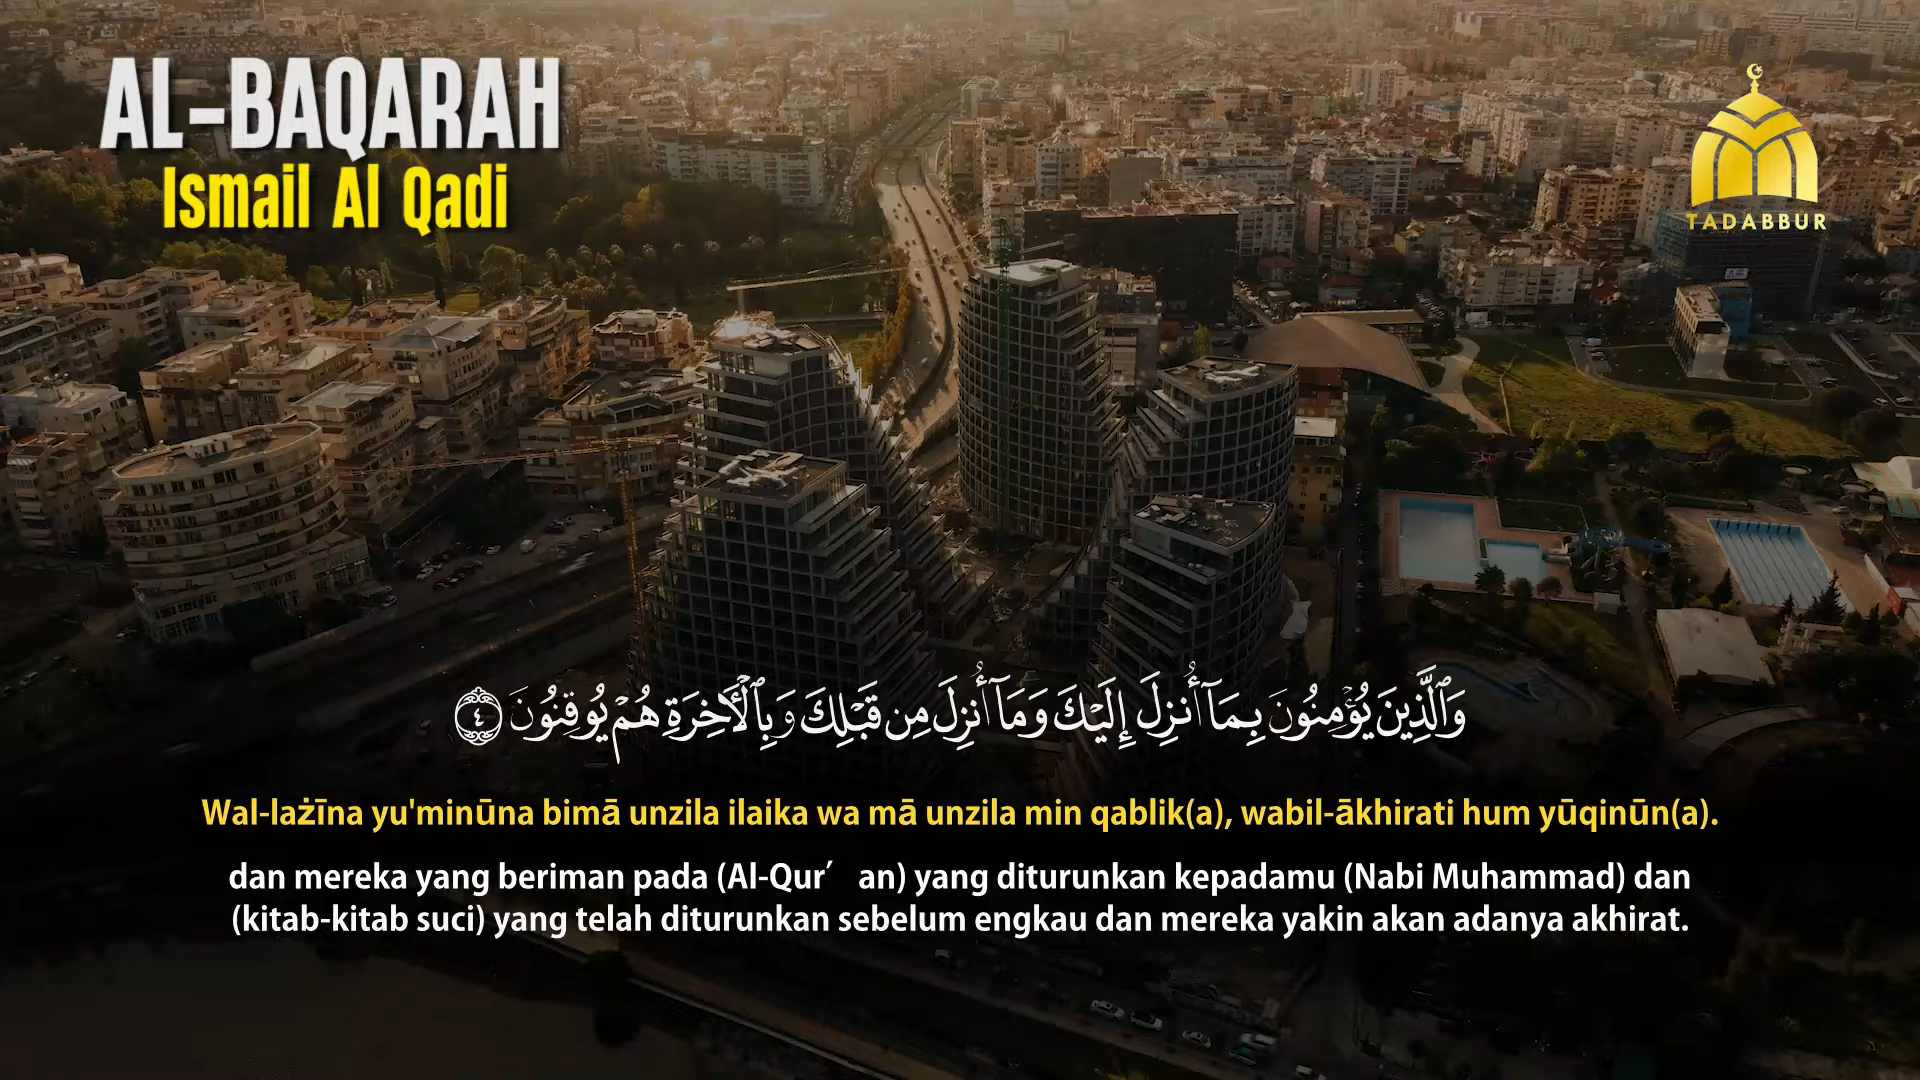 AL-BAQARAH
Ismail Al Qadi
TADABBUR
وَٱلَّذِينَ يُؤْمِنُونَ بِمَآ أُنزِلَ إِلَيْكَ وَمَآ أُنزِلَ مِن قَبْلِكَ وَبِٱلْأَخِرَةِ هُمْ يُوقِنُونَ ٤
Wal-lażīna yu'minūna bimā unzila ilaika wa mā unzila min qablik(a), wabil-ākhirati hum yūqinūn(a).
dan mereka yang beriman pada (Al-Qur′an) yang diturunkan kepadamu (Nabi Muhammad) dan
(kitab-kitab suci) yang telah diturunkan sebelum engkau dan mereka yakin akan adanya akhirat.